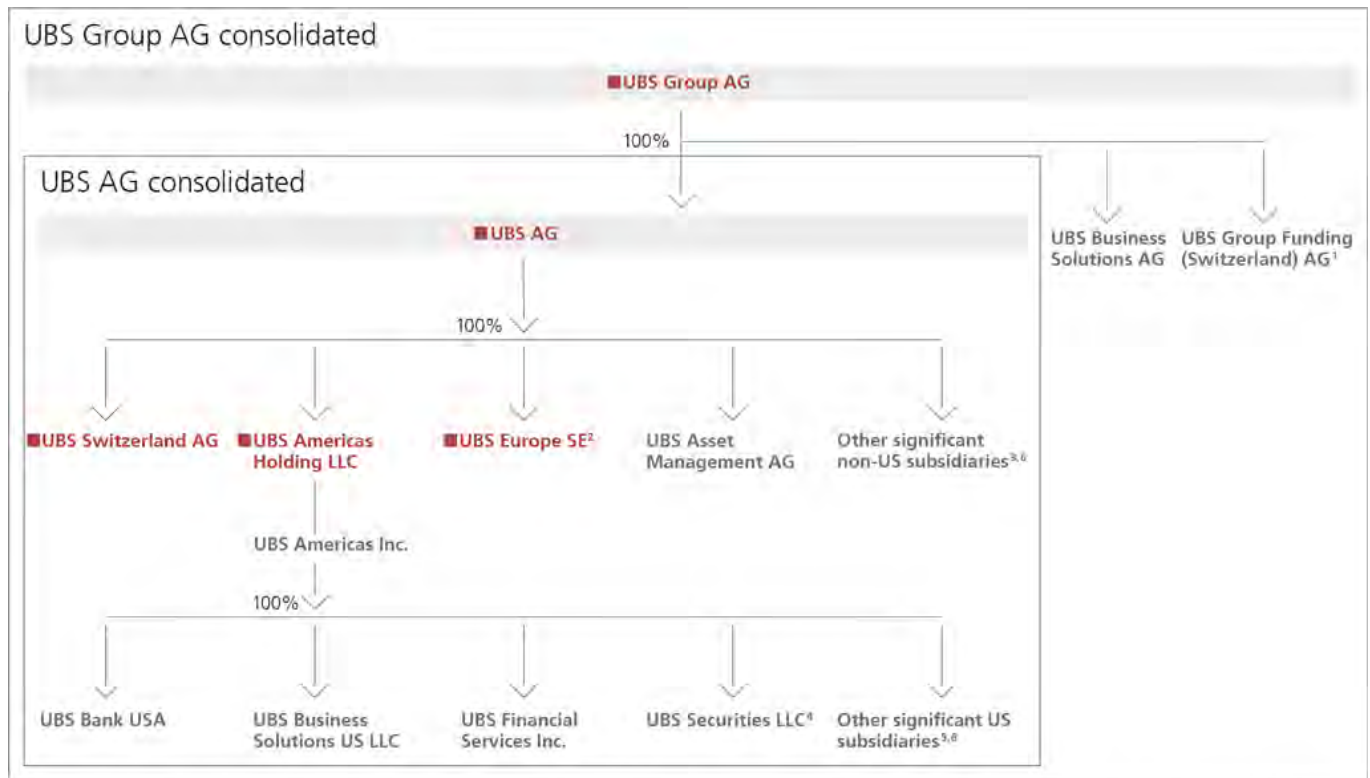 UBS Group AG consolidated
UBS Group AG
100%
UBS AG consolidated
UBS AG
UBS Business
Solutions AG
UBS Group Funding
(Switzerland) AG¹
100%
UBS Switzerland AG
UBS Americas
Holding LLC
UBS Europe SE²
UBS Asset
Management AG
Other significant
non-US subsidiaries³,⁶
UBS Americas Inc.
100%
UBS Bank USA
UBS Business
Solutions US LLC
UBS Financial
Services Inc.
UBS Securities LLC⁴
Other significant US
subsidiaries⁵,⁶